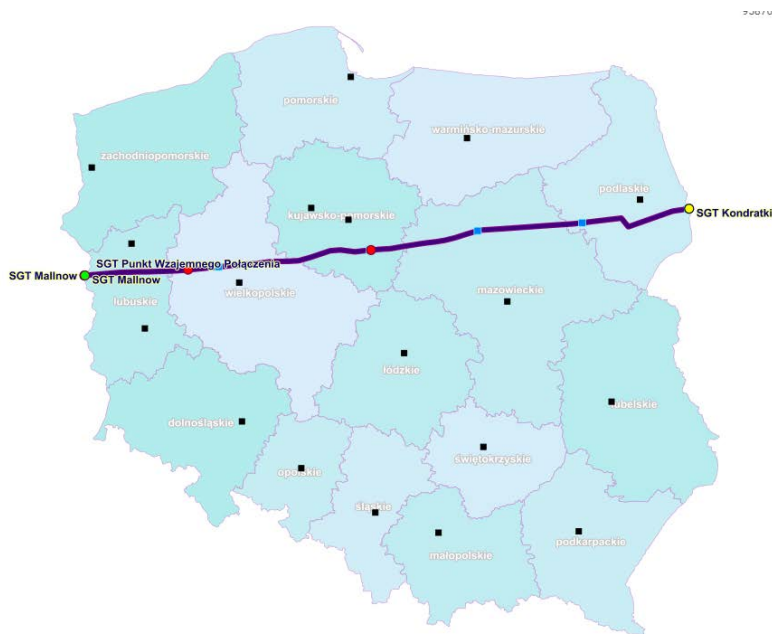 pomorskie
warmińsko-mazurskie
zachodniopomorskie
podlaskie
SGT Kondratki
kujawsko-pomorskie
SGT Punkt Wzajemnego Połączenia
SGT Mallnow
SGT Mallnow
wielkopolskie
mazowieckie
lubuskie
łódzkie
lubelskie
dolnośląskie
świętokrzyskie
opolskie
śląskie
podkarpackie
małopolskie